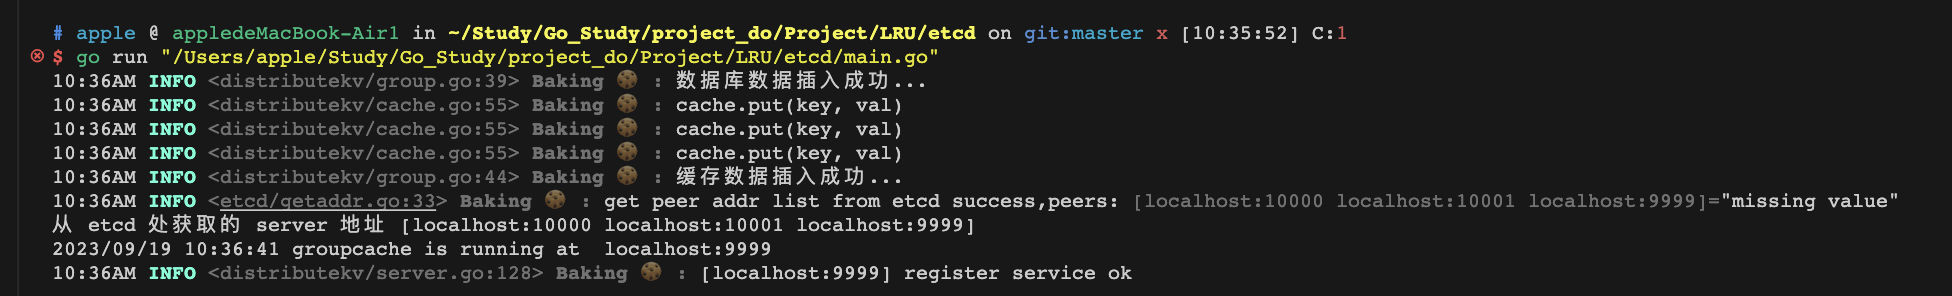 # apple @ appledeMacBook-Air1 in ~/Study/Go_Study/project_do/Project/LRU/etcd on git:master x [10:35:52] C:1
$ go run "/Users/apple/Study/Go_Study/project_do/Project/LRU/etcd/main.go"
10:36AM INFO <distributekv/group.go:39> Baking 🍪 : 数据库数据插入成功...
10:36AM INFO <distributekv/cache.go:55> Baking 🍪 : cache.put(key, val)
10:36AM INFO <distributekv/cache.go:55> Baking 🍪 : cache.put(key, val)
10:36AM INFO <distributekv/cache.go:55> Baking 🍪 : cache.put(key, val)
10:36AM INFO <distributekv/group.go:44> Baking 🍪 : 缓存数据插入成功...
10:36AM INFO <etcd/getaddr.go:33> Baking 🍪 : get peer addr list from etcd success,peers: [localhost:10000 localhost:10001 localhost:9999]="missing value"
从 etcd 处获取的 server 地址 [localhost:10000 localhost:10001 localhost:9999]
2023/09/19 10:36:41 groupcache is running at  localhost:9999
10:36AM INFO <distributekv/server.go:128> Baking 🍪 : [localhost:9999] register service ok